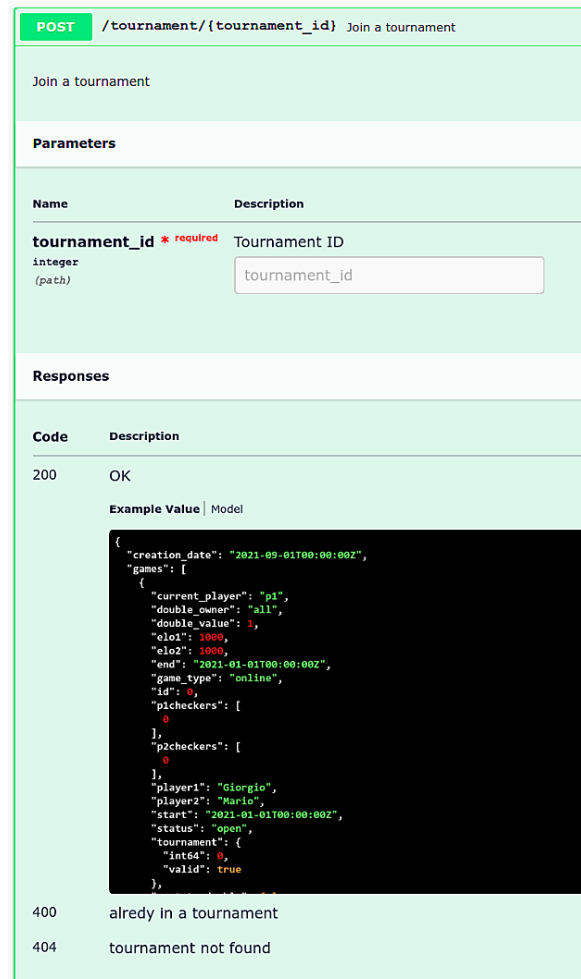 POST /tournament/{tournament_id} Join a tournament
Join a tournament
Parameters
Name Description
tournament_id * required Tournament ID
integer
(path)
tournament_id
Responses
Code Description
200 OK
Example Value | Model
{
"creation_date": "2021-09-01T00:00:00Z",
"games": [
{
"current_player": "p1",
"double_owner": "all",
"double_value": 1,
"elo1": 1000,
"elo2": 1000,
"end": "2021-01-01T00:00:00Z",
"game_type": "online",
"id": 0,
"p1checkers": [
0
],
"p2checkers": [
0
],
"player1": "Giorgio",
"player2": "Mario",
"start": "2021-01-01T00:00:00Z",
"status": "open",
"tournament": {
"int64": 0,
"valid": true
},
400 alredy in a tournament
404 tournament not found